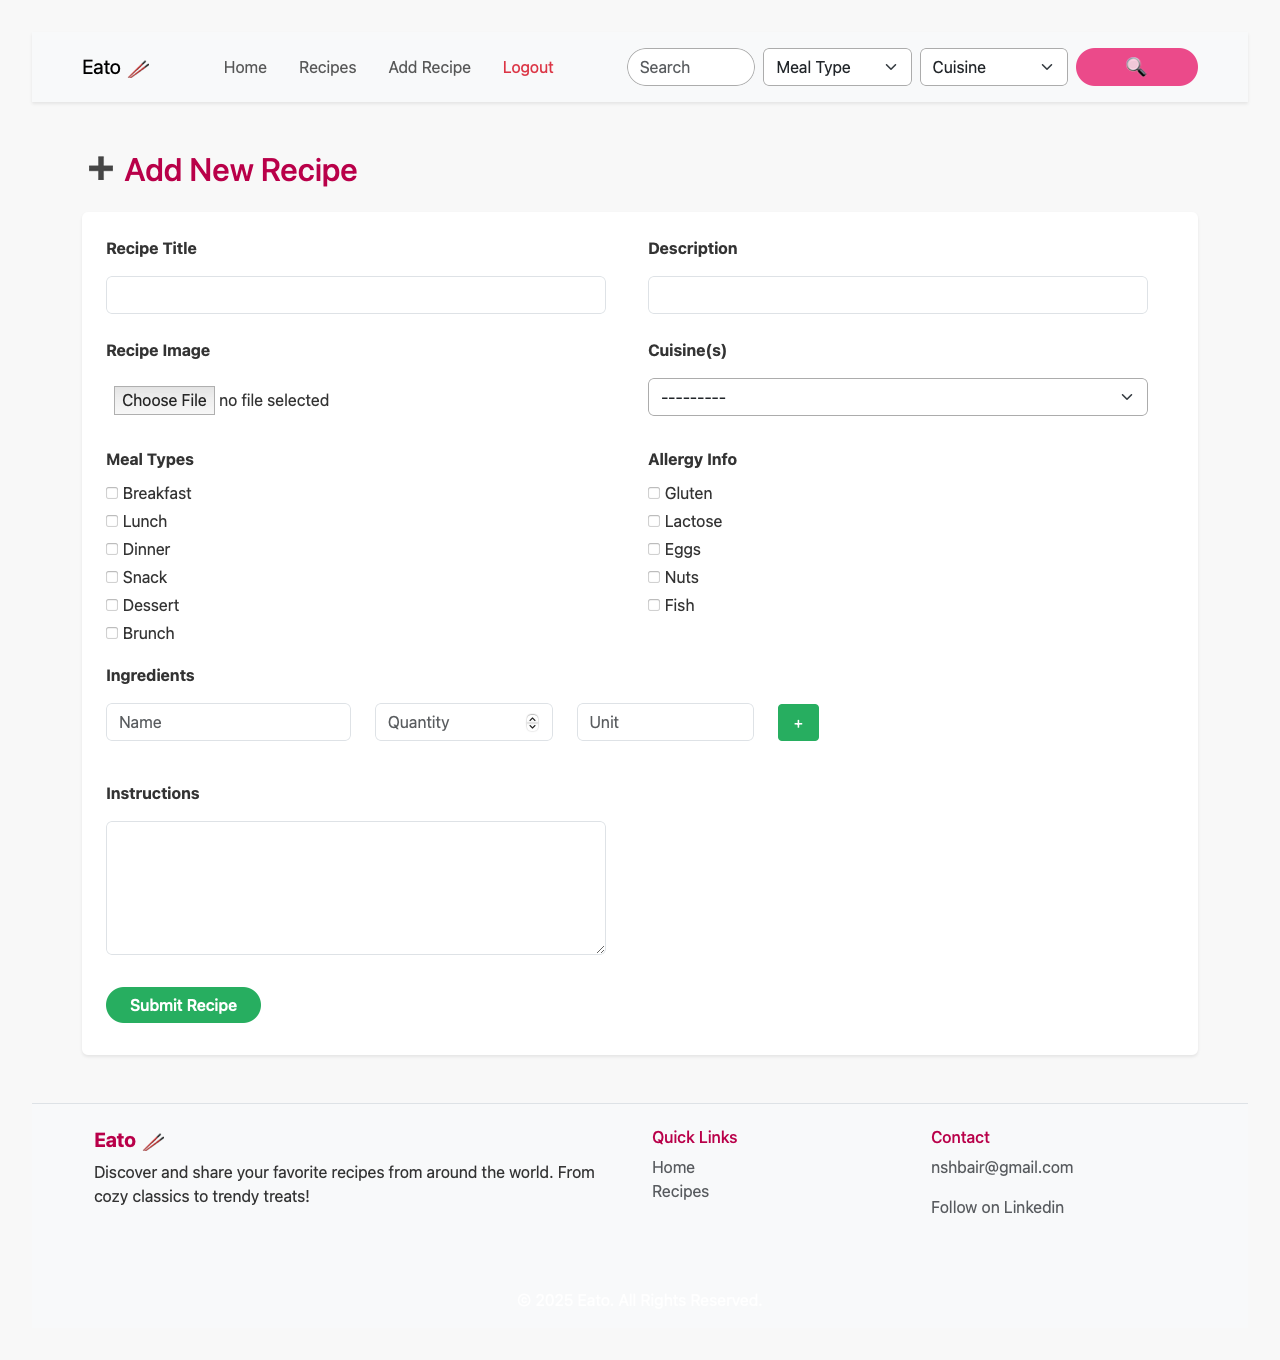 Eato
Home
Recipes
Add Recipe
Logout
Search
Meal Type
Cuisine
Add New Recipe
Recipe Title
Description
Recipe Image
Cuisine(s)
Choose File no file selected
---------
Meal Types
Allergy Info
Breakfast
Lunch
Dinner
Snack
Dessert
Brunch
Gluten
Lactose
Eggs
Nuts
Fish
Ingredients
Name
Quantity
Unit
+
Instructions
Submit Recipe
Eato
Discover and share your favorite recipes from around the world. From
cozy classics to trendy treats!
Quick Links
Home
Recipes
Contact
nshbair@gmail.com
Follow on Linkedin
© 2025 Eato. All Rights Reserved.